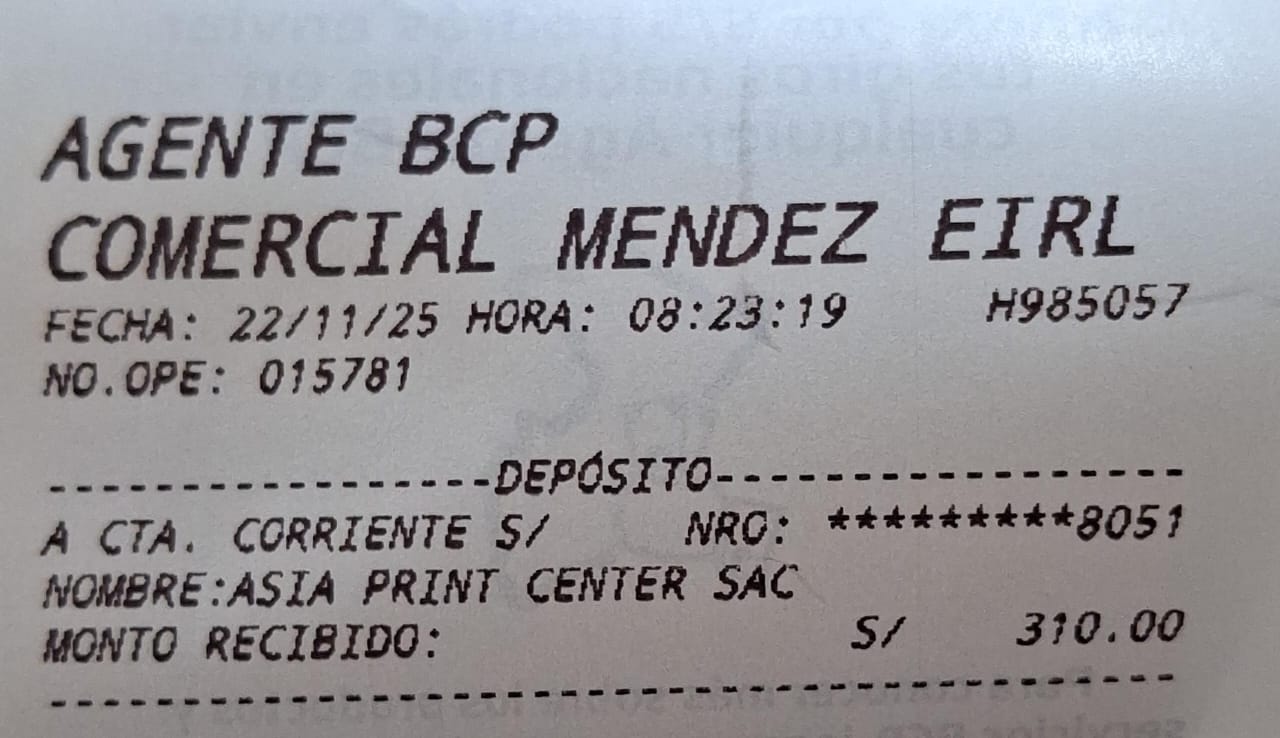 AGENTE BCP
COMERCIAL MENDEZ EIRL
FECHA: 22/11/25 HORA: 08:23:19 H985057
NO.OPE: 015781
------------------DEPÓSITO-----------------
A CTA. CORRIENTE S/ NRO: *********8051
NOMBRE:ASIA PRINT CENTER SAC
MONTO RECIBIDO: S/ 310.00
-------------------------------------------